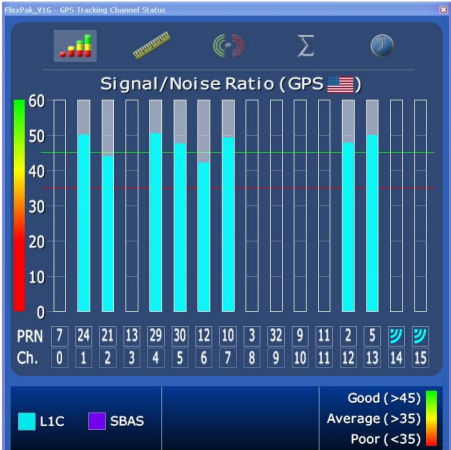 FlexPak_V1G - GPS Tracking Channel Status
Σ
Signal/Noise Ratio (GPS )
60
50
40
30
20
10
0
PRN 7 24 21 13 29 30 12 10 3 32 9 11 2 5
Ch. 0 1 2 3 4 5 6 7 8 9 10 11 12 13 14 15
L1C SBAS
Good (>45)
Average (>35)
Poor (<35)